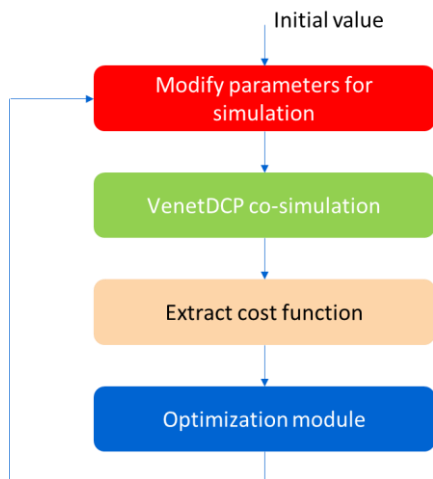 Initial value
Modify parameters for
simulation
VenetDCP co-simulation
Extract cost function
Optimization module